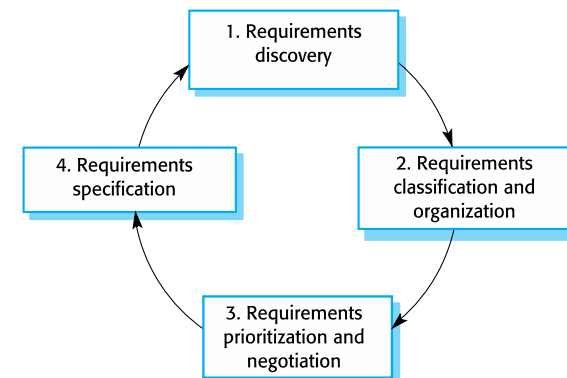 1. Requirements
discovery
2. Requirements
classification and
organization
3. Requirements
prioritization and
negotiation
4. Requirements
specification